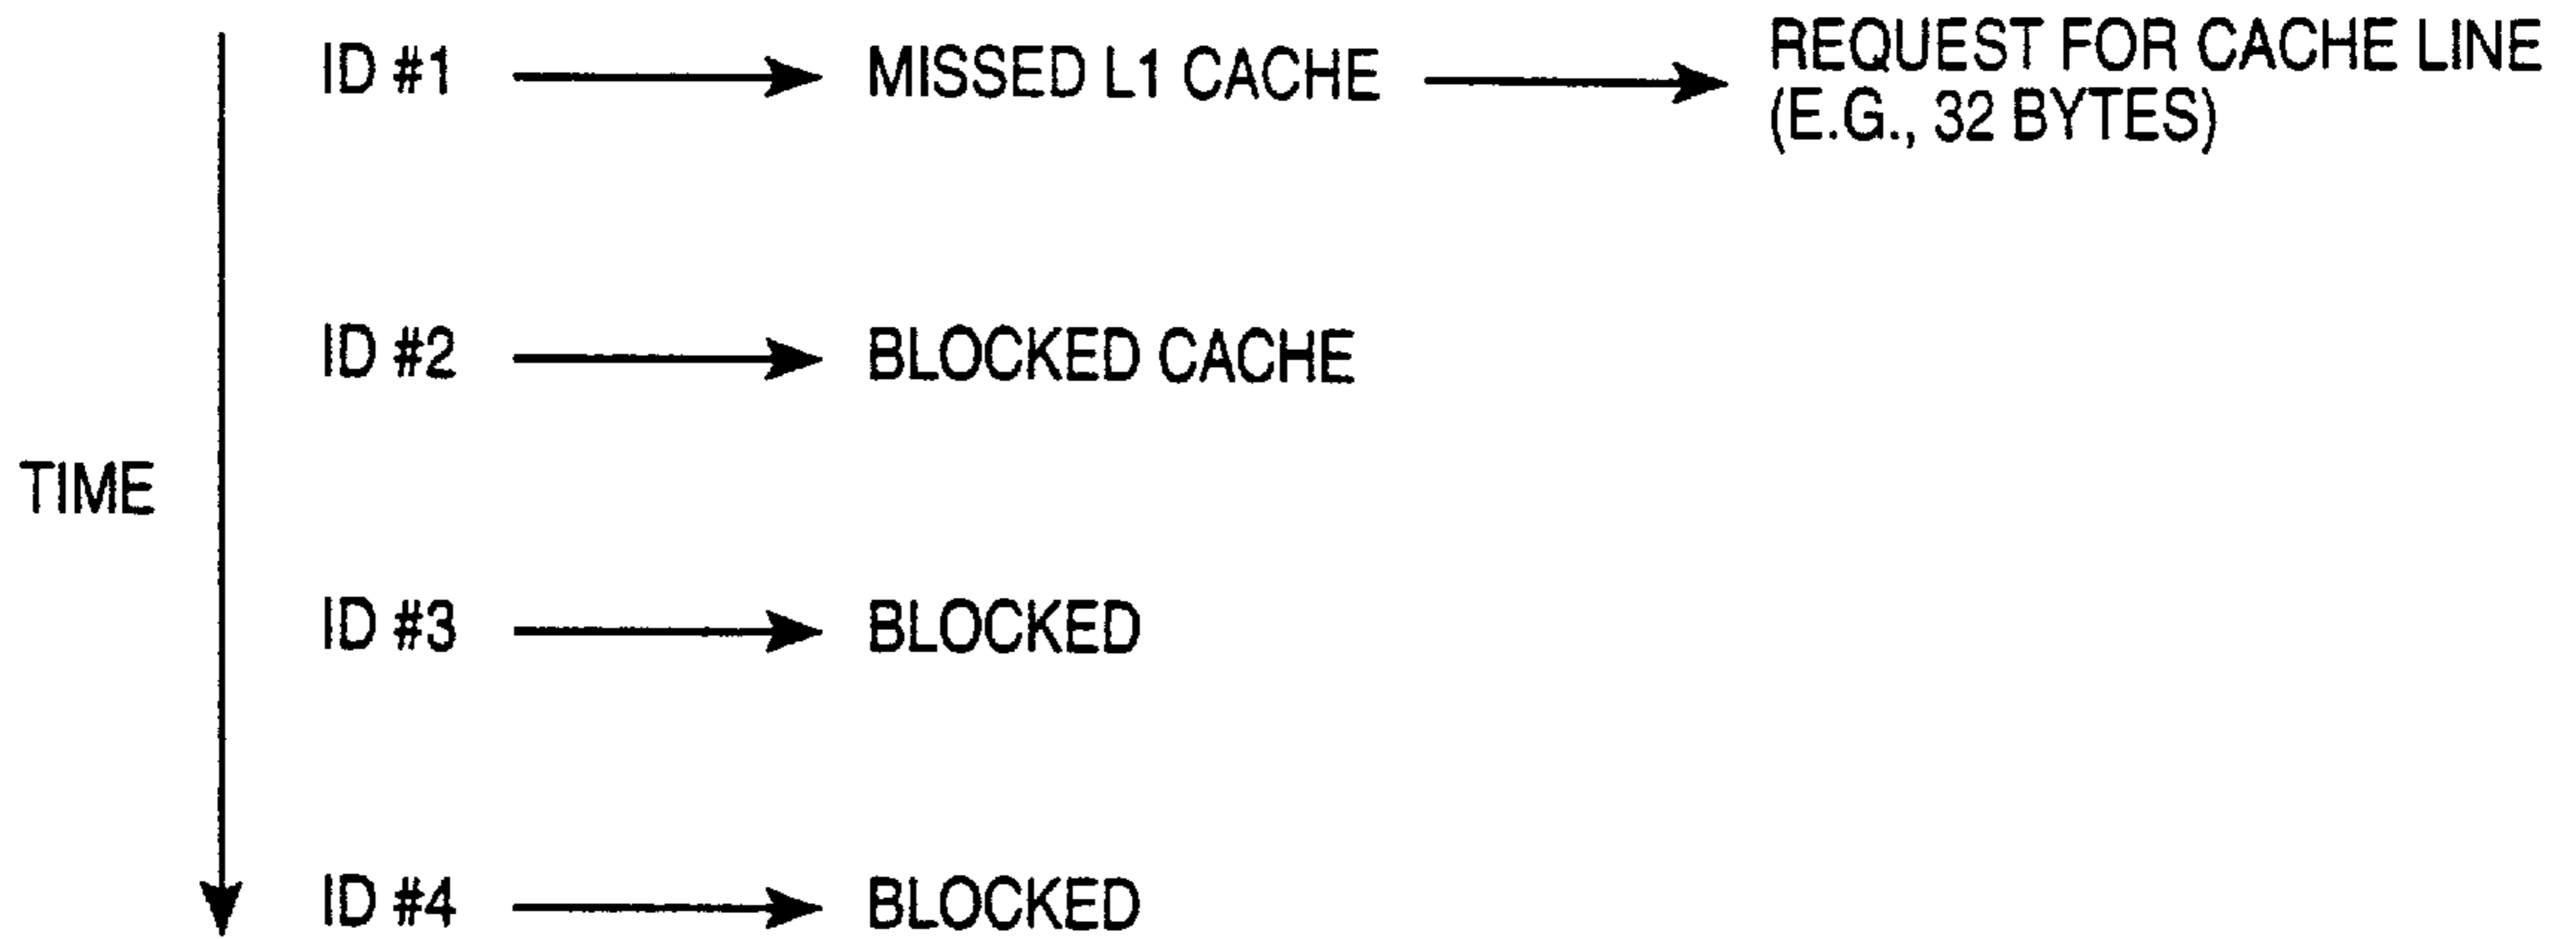 ID #1 MISSED L1 CACHE REQUEST FOR CACHE LINE
(E.G., 32 BYTES)
ID #2 BLOCKED CACHE
TIME
ID #3 BLOCKED
ID #4 BLOCKED